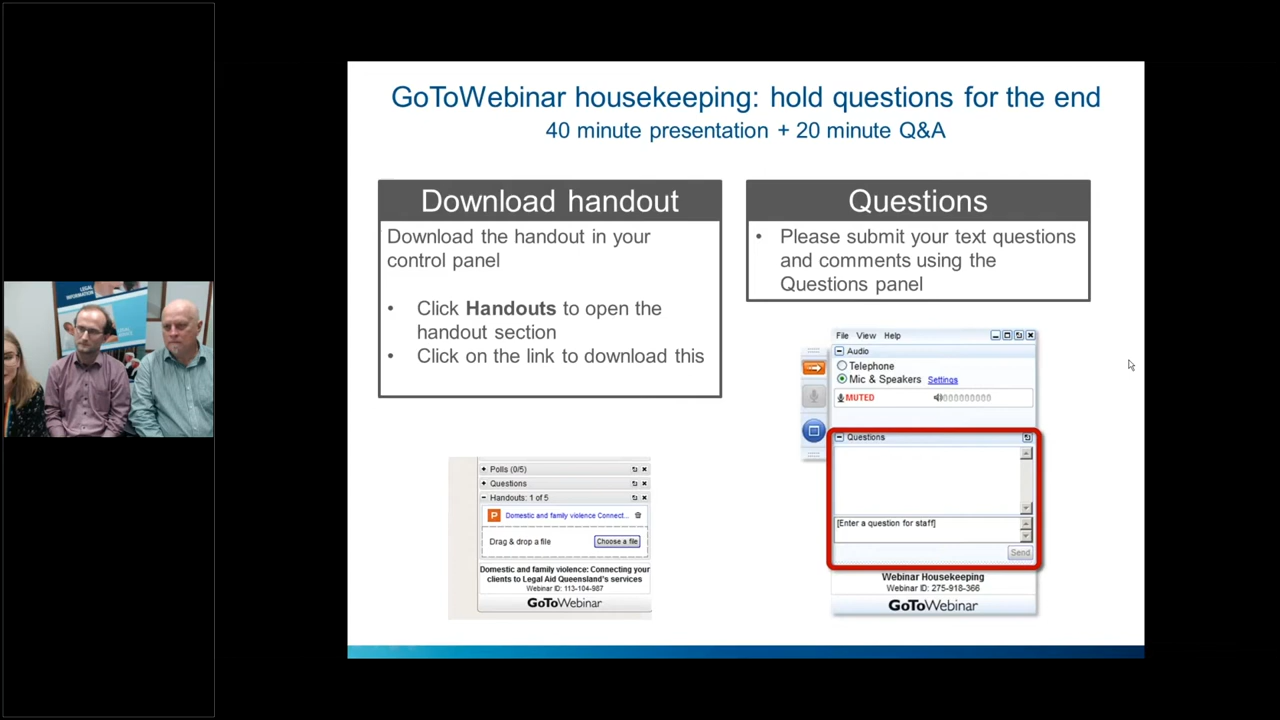 GoToWebinar housekeeping: hold questions for the end
40 minute presentation + 20 minute Q&A
Download handout
Download the handout in your
control panel
• Click Handouts to open the
handout section
• Click on the link to download this
Questions
• Please submit your text questions
and comments using the
Questions panel
Polls (0/5)
Questions
Handouts: 1 of 5
Domestic and family violence Connect...
Drag & drop a file
Choose a file
Domestic and family violence: Connecting your
clients to Legal Aid Queensland's services
Webinar ID: 113-104-987
GoToWebinar
File View Help
Audio
Telephone
Mic & Speakers Settings
MUTED
Questions
[Enter a question for staff]
Send
Webinar Housekeeping
Webinar ID: 275-918-366
GoToWebinar
LEGAL
INFORMATION